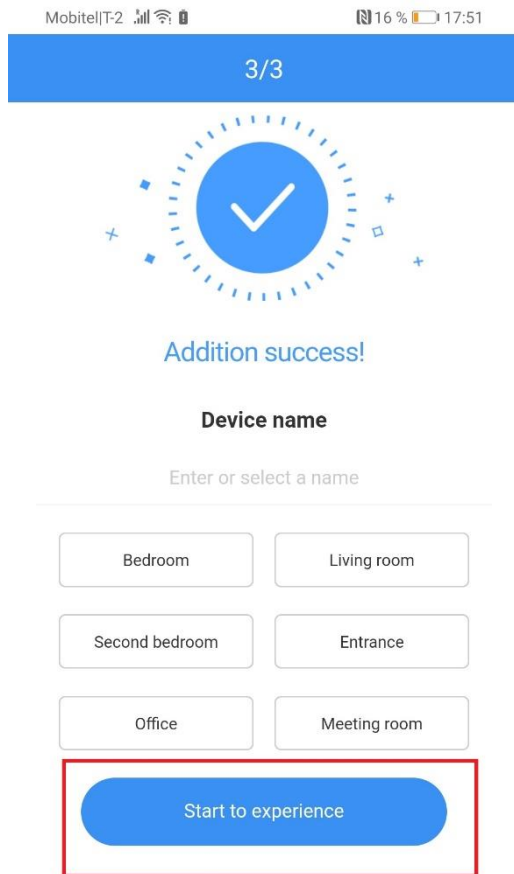 Mobitel|T-2 16 % 17:51
3/3
Addition success!
Device name
Enter or select a name
Bedroom Living room
Second bedroom Entrance
Office Meeting room
Start to experience